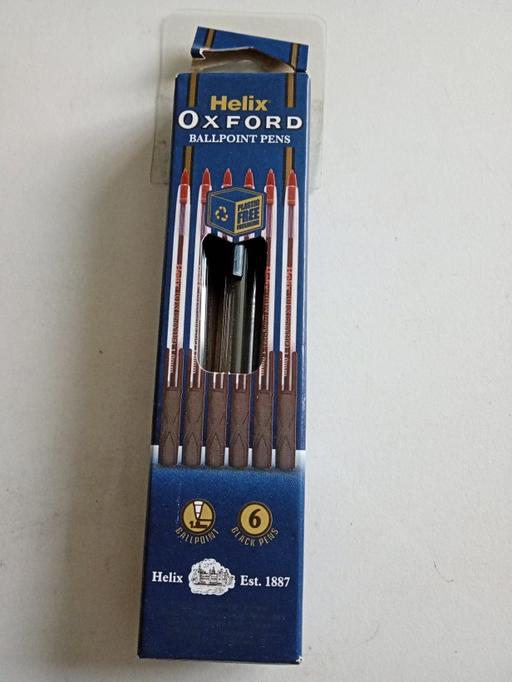 Helix
OXFORD
BALLPOINT PENS
PLASTIC
FREE
BALLPOINT
6
BLACK PENS
Helix Est. 1887